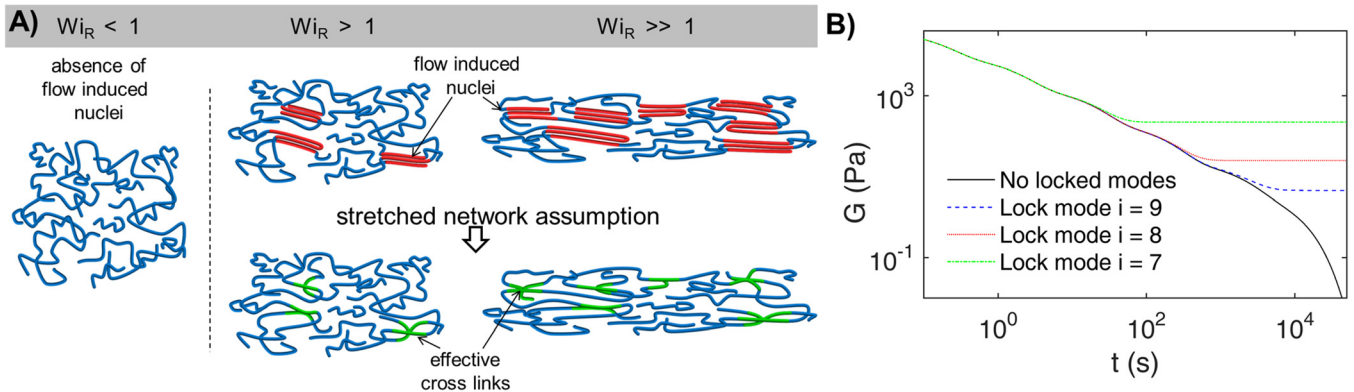 A)
Wi_R < 1
Wi_R > 1
Wi_R >> 1
absence of
flow induced
nuclei
flow induced
nuclei
stretched network assumption
effective
cross links
B)
G (Pa)
10^3
10^-1
No locked modes
Lock mode i = 9
Lock mode i = 8
Lock mode i = 7
10^0
10^2
10^4
t (s)